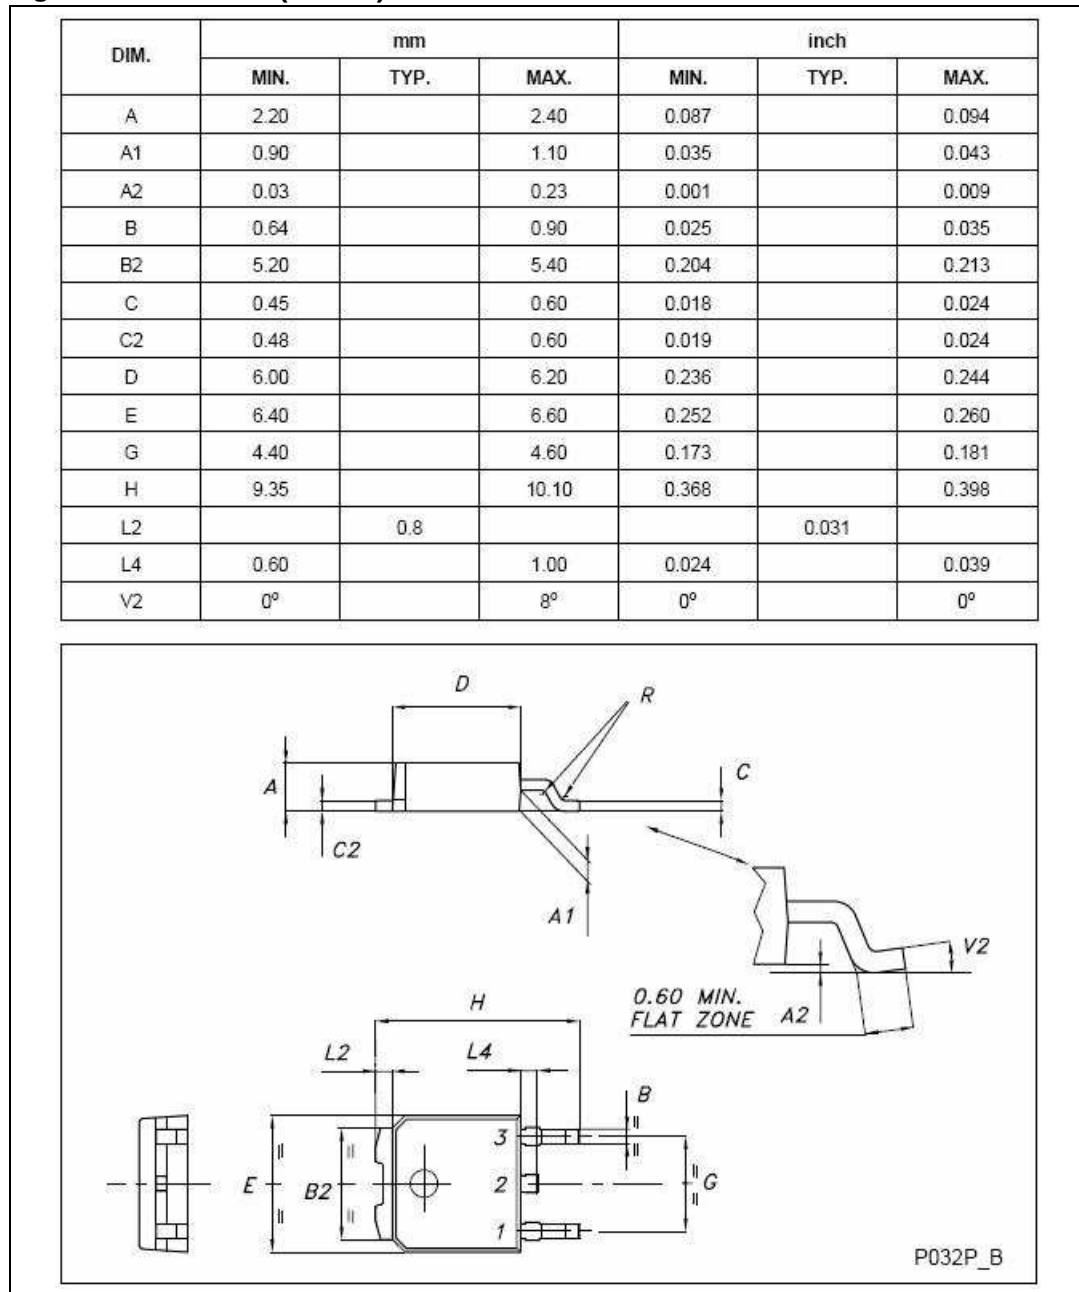 DIM. mm inch
MIN. TYP. MAX. MIN. TYP. MAX.
A 2.20 2.40 0.087 0.094
A1 0.90 1.10 0.035 0.043
A2 0.03 0.23 0.001 0.009
B 0.64 0.90 0.025 0.035
B2 5.20 5.40 0.204 0.213
C 0.45 0.60 0.018 0.024
C2 0.48 0.60 0.019 0.024
D 6.00 6.20 0.236 0.244
E 6.40 6.60 0.252 0.260
G 4.40 4.60 0.173 0.181
H 9.35 10.10 0.368 0.398
L2 0.8 0.031
L4 0.60 1.00 0.024 0.039
V2 0º 8º 0º 0º
D
R
A
C
C2
A1
V2
0.60 MIN.
FLAT ZONE
A2
H
L2
L4
B
3
E
B2
2
G
1
P032P_B